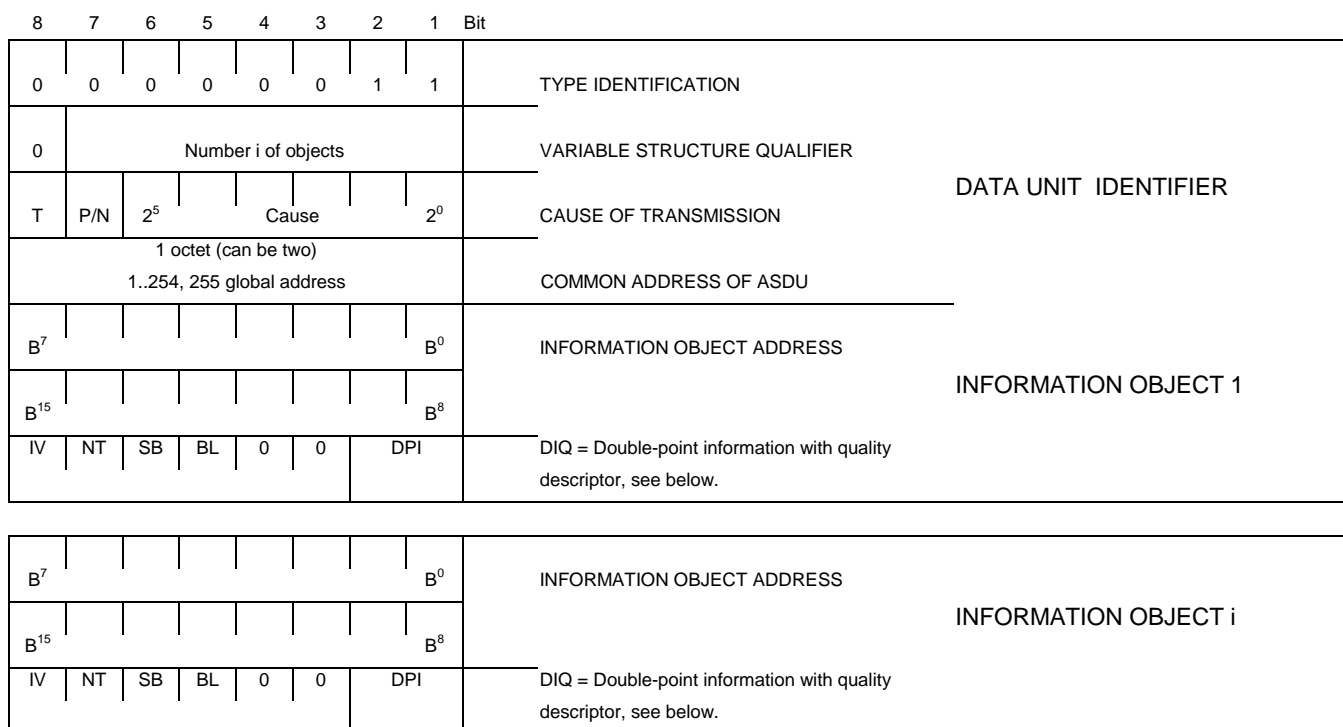 8 7 6 5 4 3 2 1 Bit
0 0 0 0 0 0 1 1 TYPE IDENTIFICATION
0 Number i of objects VARIABLE STRUCTURE QUALIFIER
DATA UNIT IDENTIFIER
T P/N 2⁵ Cause 2⁰ CAUSE OF TRANSMISSION
1 octet (can be two)
1..254, 255 global address COMMON ADDRESS OF ASDU
B⁷ B⁰ INFORMATION OBJECT ADDRESS
INFORMATION OBJECT 1
B¹⁵ B⁸
IV NT SB BL 0 0 DPI DIQ = Double-point information with quality
descriptor, see below.
B⁷ B⁰ INFORMATION OBJECT ADDRESS
INFORMATION OBJECT i
B¹⁵ B⁸
IV NT SB BL 0 0 DPI DIQ = Double-point information with quality
descriptor, see below.